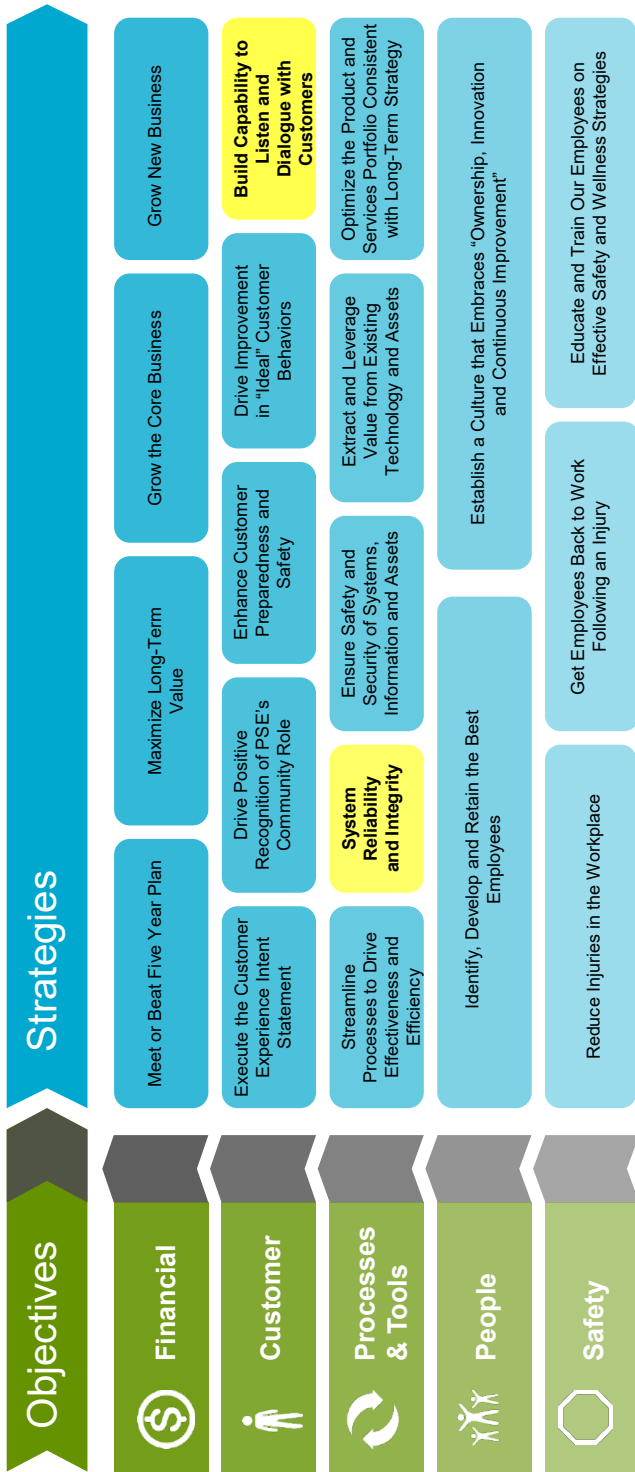 Objectives
Strategies
Financial
Meet or Beat Five Year Plan
Maximize Long-Term
Value
Grow the Core Business
Grow New Business
Customer
Execute the Customer
Experience Intent
Statement
Drive Positive
Recognition of PSE's
Community Role
Enhance Customer
Preparedness and
Safety
Drive Improvement
in "Ideal" Customer
Behaviors
Build Capability to
Listen and
Dialogue with
Customers
Processes
& Tools
Streamline
Processes to Drive
Effectiveness and
Efficiency
System
Reliability
and Integrity
Ensure Safety and
Security of Systems,
Information and Assets
Extract and Leverage
Value from Existing
Technology and Assets
Optimize the Product and
Services Portfolio Consistent
with Long-Term Strategy
People
Identify, Develop and Retain the Best
Employees
Establish a Culture that Embraces "Ownership, Innovation
and Continuous Improvement"
Safety
Reduce Injuries in the Workplace
Get Employees Back to Work
Following an Injury
Educate and Train Our Employees on
Effective Safety and Wellness Strategies